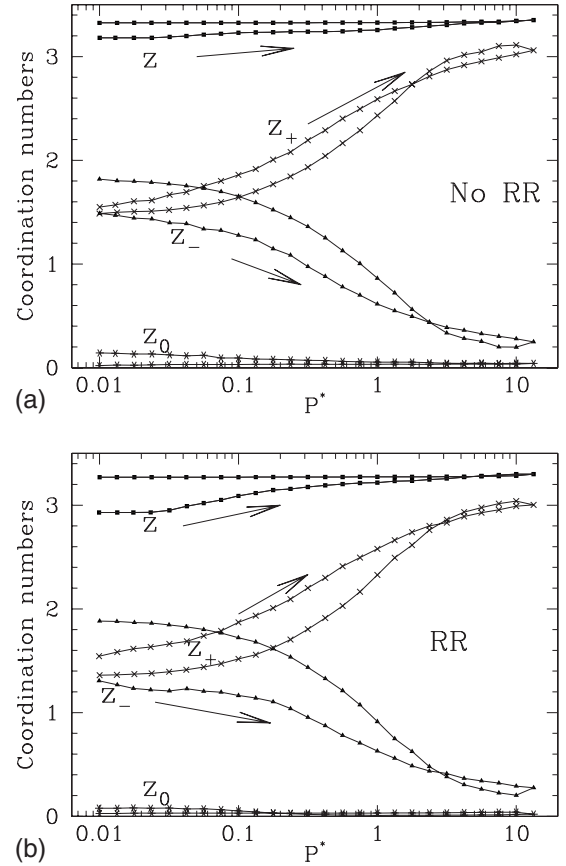 Coordination numbers
3
2
1
0
Z
Z+
No RR
Z−
Z0
0.01
0.1
1
10
P*
(a)
Coordination numbers
3
2
1
0
Z
Z+
RR
Z−
Z0
0.01
0.1
1
10
P*
(b)